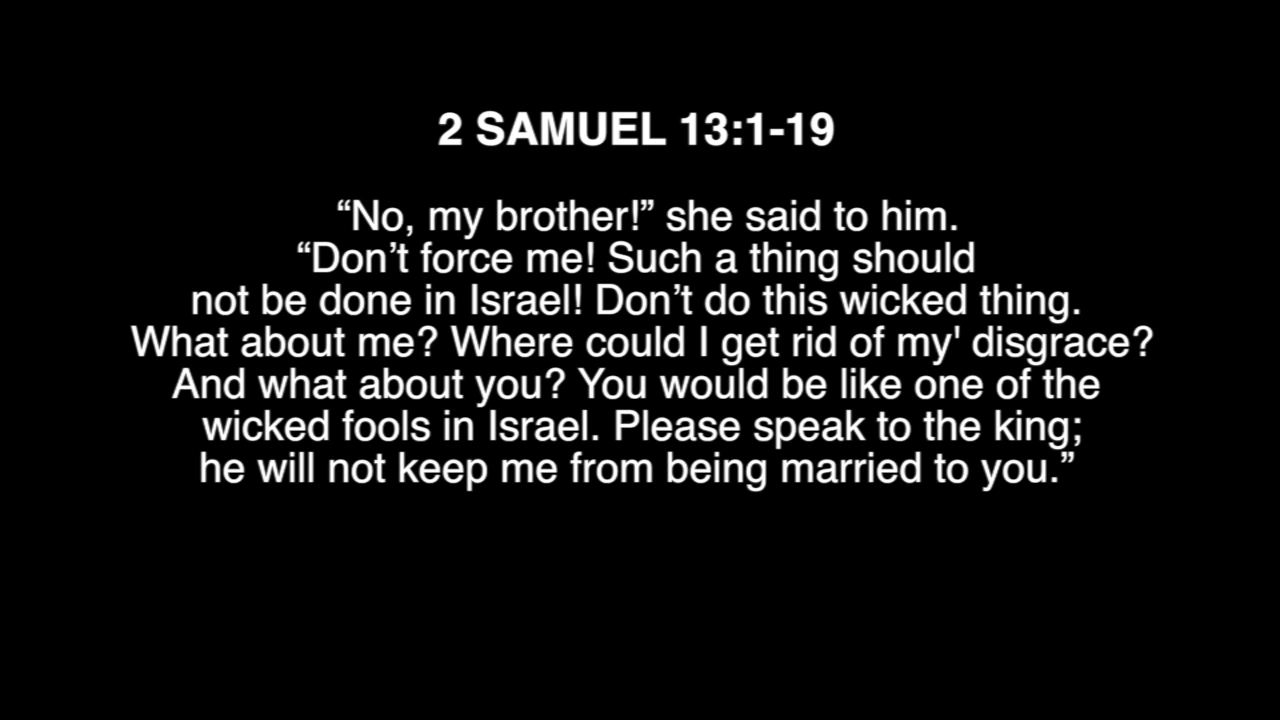 2 SAMUEL 13:1-19
“No, my brother!” she said to him.
“Don’t force me! Such a thing should
not be done in Israel! Don’t do this wicked thing.
What about me? Where could I get rid of my' disgrace?
And what about you? You would be like one of the
wicked fools in Israel. Please speak to the king;
he will not keep me from being married to you.”